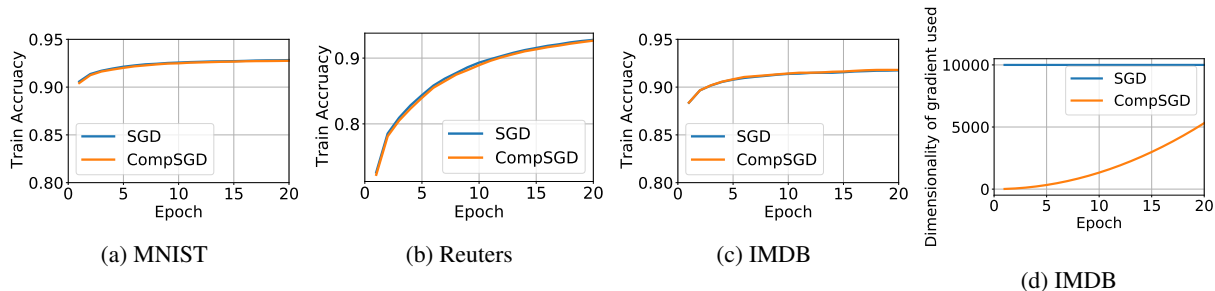 0.95
0.90
0.85
0.80
Train Accruacy
SGD
CompSGD
0 5 10 15 20
Epoch
(a) MNIST
0.9
0.8
Train Accruacy
SGD
CompSGD
0 5 10 15 20
Epoch
(b) Reuters
0.95
0.90
0.85
0.80
Train Accruacy
SGD
CompSGD
0 5 10 15 20
Epoch
(c) IMDB
Dimensionality of gradient used
10000
5000
0
SGD
CompSGD
0 5 10 15 20
Epoch
(d) IMDB